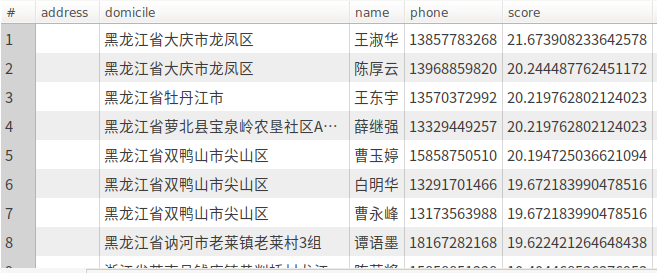 # address domicile name phone score
1 黑龙江省大庆市龙凤区 王淑华 13857783268 21.673908233642578
2 黑龙江省大庆市龙凤区 陈厚云 13968859820 20.244487762451172
3 黑龙江省牡丹江市 王东宇 13570372992 20.219762802124023
4 黑龙江省萝北县宝泉岭农垦社区A… 薛继强 13329449257 20.219762802124023
5 黑龙江省双鸭山市尖山区 曹玉婷 15858750510 20.194725036621094
6 黑龙江省双鸭山市尖山区 白明华 13291701466 19.672183990478516
7 黑龙江省双鸭山市尖山区 曹永峰 13173563988 19.672183990478516
8 黑龙江省讷河市老莱镇老莱村3组 谭语墨 18167282168 19.622421264648438